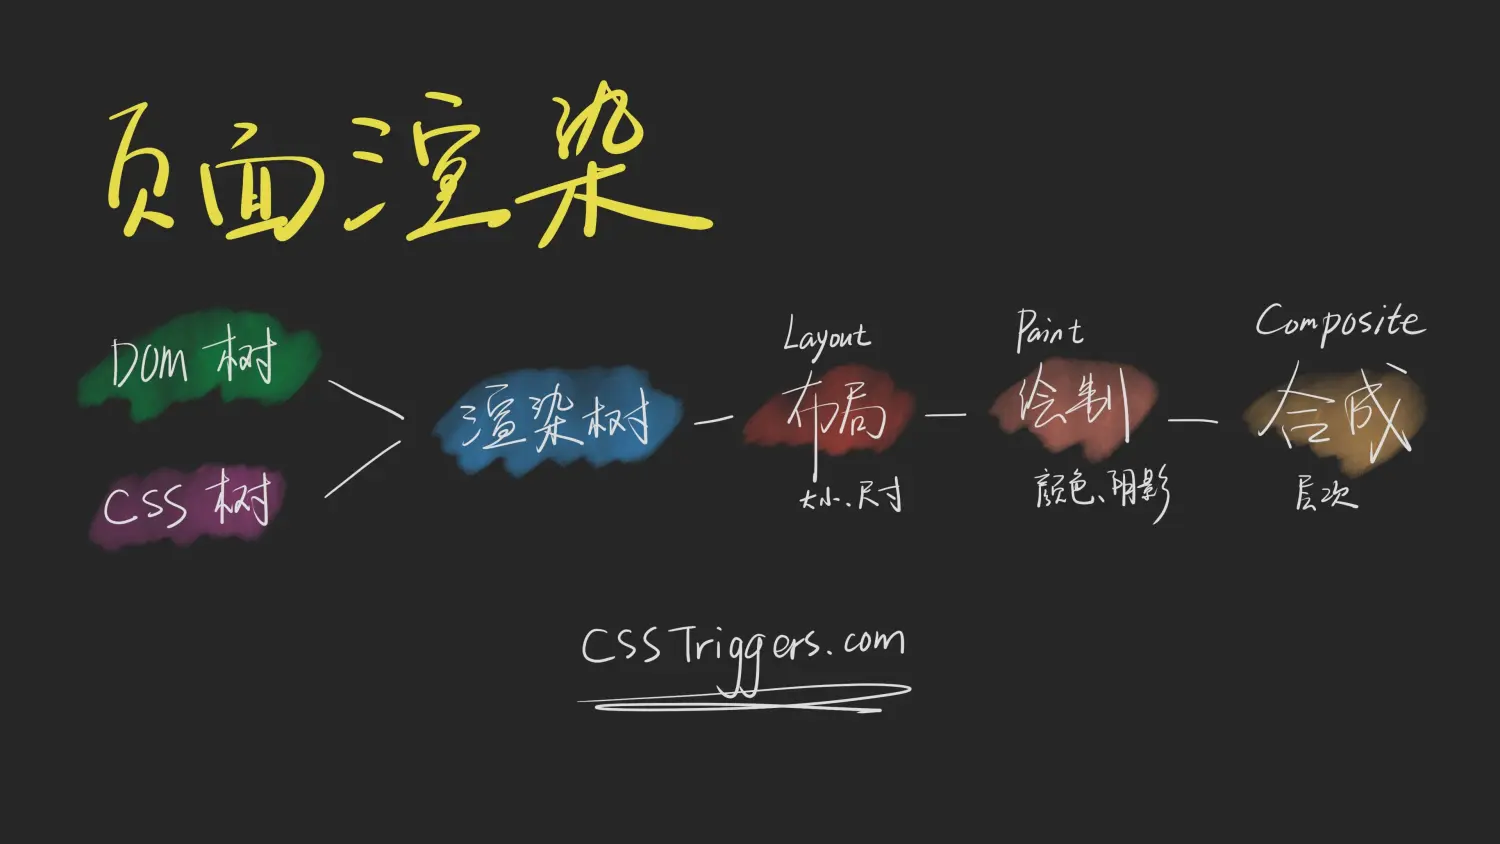 页面渲染
DOM 树
CSS 树
渲染树
Layout
布局
大小、尺寸
Paint
绘制
颜色、阴影
Composite
合成
层次
CSSTriggers.com